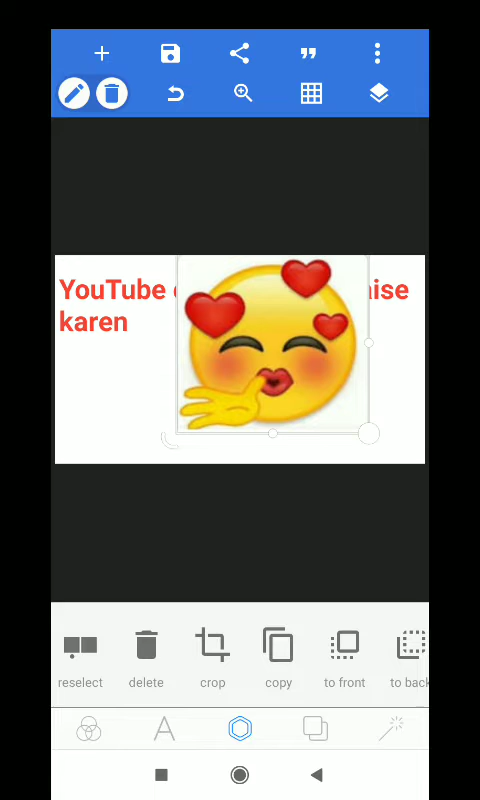 YouTube
karen
reselect
delete
crop
copy
to front
to back